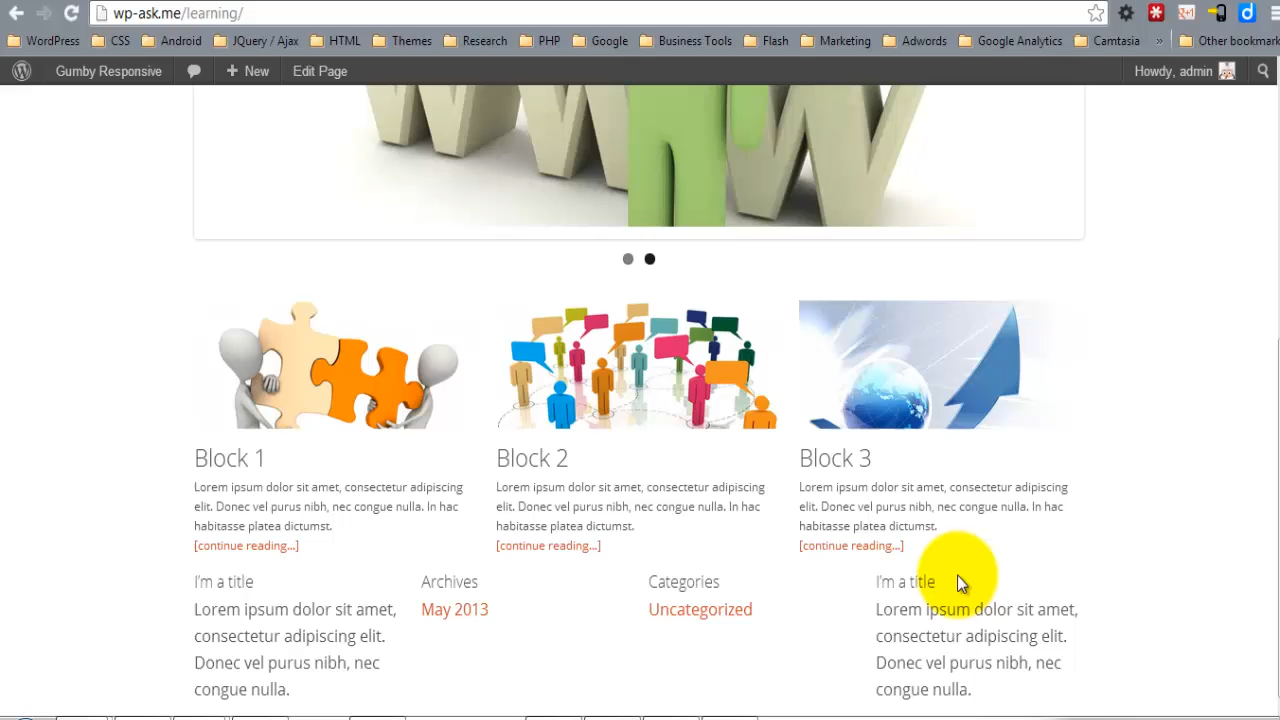 wp-ask.me/learning/
WordPress CSS Android JQuery / Ajax HTML Themes Research PHP Google Business Tools Flash Marketing Adwords Google Analytics Camtasia » Other bookmark
Gumby Responsive + New Edit Page Howdy, admin
WWW
Block 1 Block 2 Block 3
Lorem ipsum dolor sit amet, consectetur adipiscing Lorem ipsum dolor sit amet, consectetur adipiscing Lorem ipsum dolor sit amet, consectetur adipiscing
elit. Donec vel purus nibh, nec congue nulla. In hac elit. Donec vel purus nibh, nec congue nulla. In hac elit. Donec vel purus nibh, nec congue nulla. In hac
habitasse platea dictumst. habitasse platea dictumst. habitasse platea dictumst.
[continue reading...] [continue reading...] [continue reading...]
I'm a title Archives Categories I'm a title
Lorem ipsum dolor sit amet, May 2013 Uncategorized Lorem ipsum dolor sit amet,
consectetur adipiscing elit. consectetur adipiscing elit.
Donec vel purus nibh, nec Donec vel purus nibh, nec
congue nulla. congue nulla.